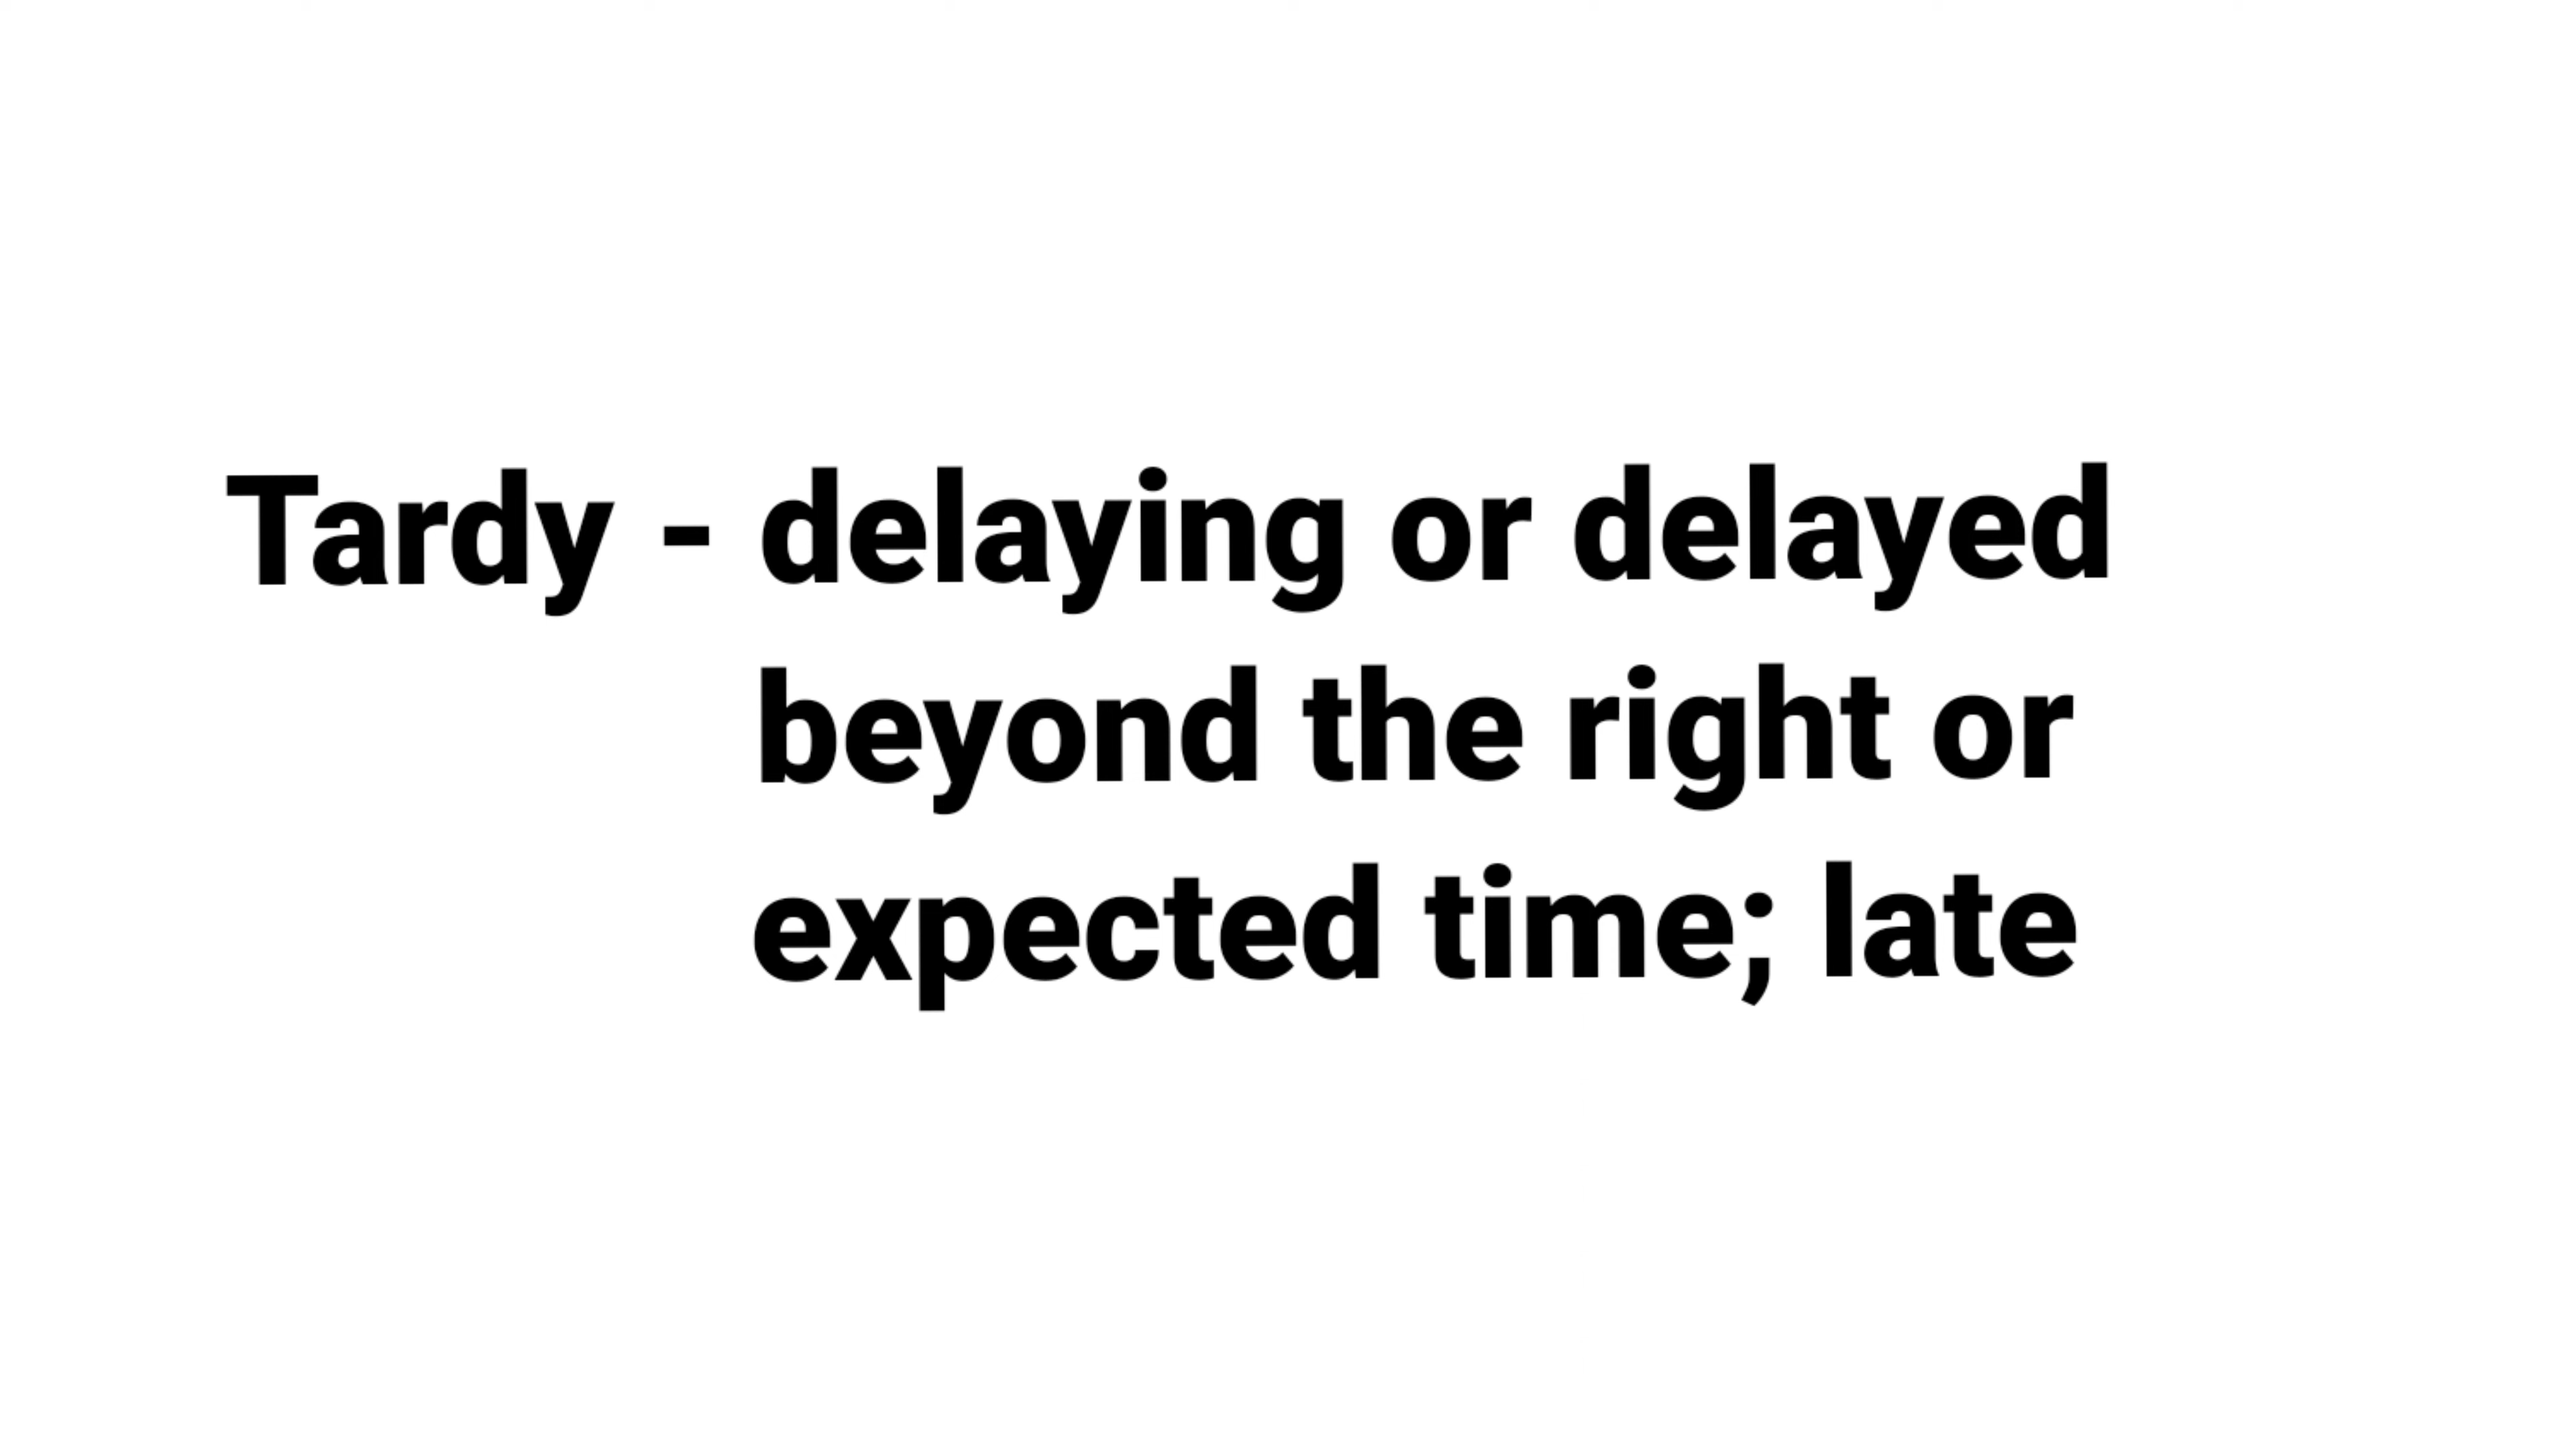 Tardy - delaying or delayed
beyond the right or
expected time; late